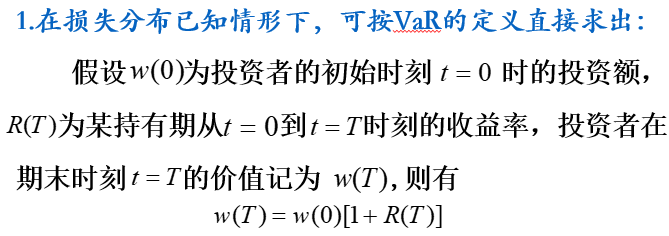 1.在损失分布已知情形下，可按VaR的定义直接求出：
假设w(0)为投资者的初始时刻 t = 0 时的投资额，
R(T)为某持有期从t = 0到t = T时刻的收益率，投资者在
期末时刻t = T的价值记为 w(T), 则有
w(T) = w(0)[1 + R(T)]